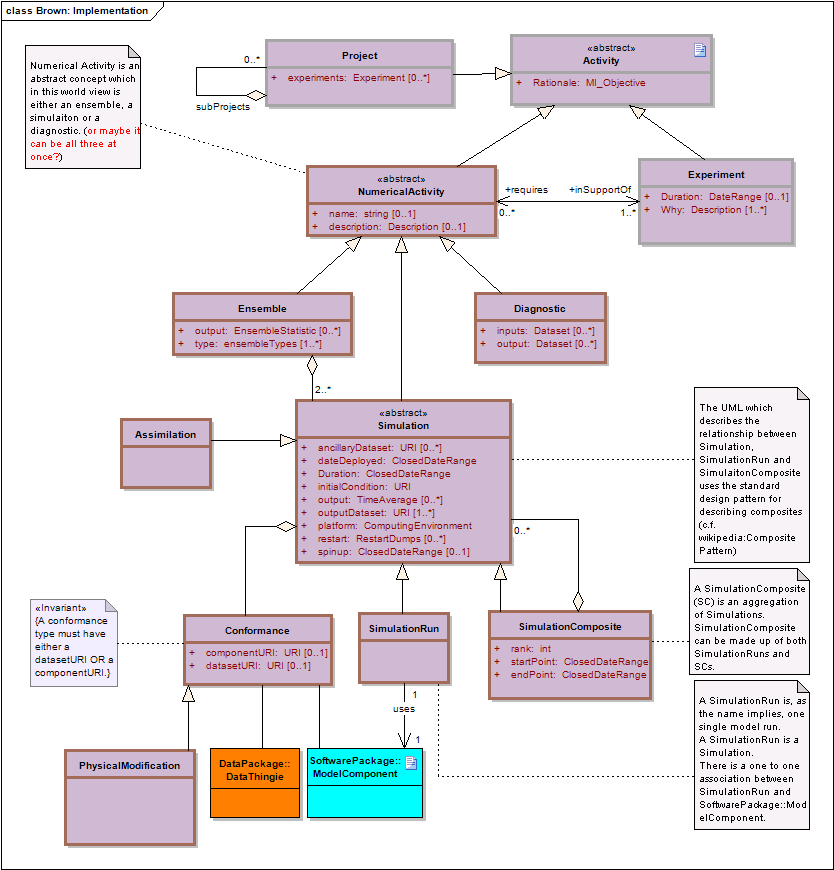 class Brown: Implementation
Numerical Activity is an
abstract concept which
in this world view is
either an ensemble, a
simulaiton or a
diagnostic. (or maybe it
can be all three at
once?)
Project
+ experiments: Experiment [0..*]
0..*
subProjects
«abstract»
Activity
+ Rationale: MI_Objective
«abstract»
NumericalActivity
+ name: string [0..1]
+ description: Description [0..1]
+requires
0..*
+inSupportOf
1..*
Experiment
+ Duration: DateRange [0..1]
+ Why: Description [1..*]
Ensemble
+ output: EnsembleStatistic [0..*]
+ type: ensembleTypes [1..*]
2..*
Diagnostic
+ inputs: Dataset [0..*]
+ output: Dataset [0..*]
Assimilation
«abstract»
Simulation
+ ancillaryDataset: URI [0..*]
+ dateDeployed: ClosedDateRange
+ Duration: ClosedDateRange
+ initialCondition: URI
+ output: TimeAverage [0..*]
+ outputDataset: URI [1..*]
+ platform: ComputingEnvironment
+ restart: RestartDumps [0..*]
+ spinup: ClosedDateRange [0..1]
0..*
The UML which
describes the
relationship between
Simulation,
SimulationRun and
SimulaitonComposite
uses the standard
design pattern for
describing composites
(c.f.
wikipedia:Composite
Pattern)
«Invariant»
{A conformance
type must have
either a
datasetURI OR a
componentURI.}
Conformance
+ componentURI: URI [0..1]
+ datasetURI: URI [0..1]
SimulationRun
SimulationComposite
+ rank: int
+ startPoint: ClosedDateRange
+ endPoint: ClosedDateRange
A SimulationComposite
(SC) is an aggregation
of Simulations.
SimulationComposite
can be made up of both
SimulationRuns and
SCs.
1
uses
1
PhysicalModification
DataPackage::
DataThingie
SoftwarePackage::
ModelComponent
A SimulationRun is, as
the name implies, one
single model run.
A SimulationRun is a
Simulation.
There is a one to one
association between
SimulationRun and
SoftwarePackage::Mod
elComponent.